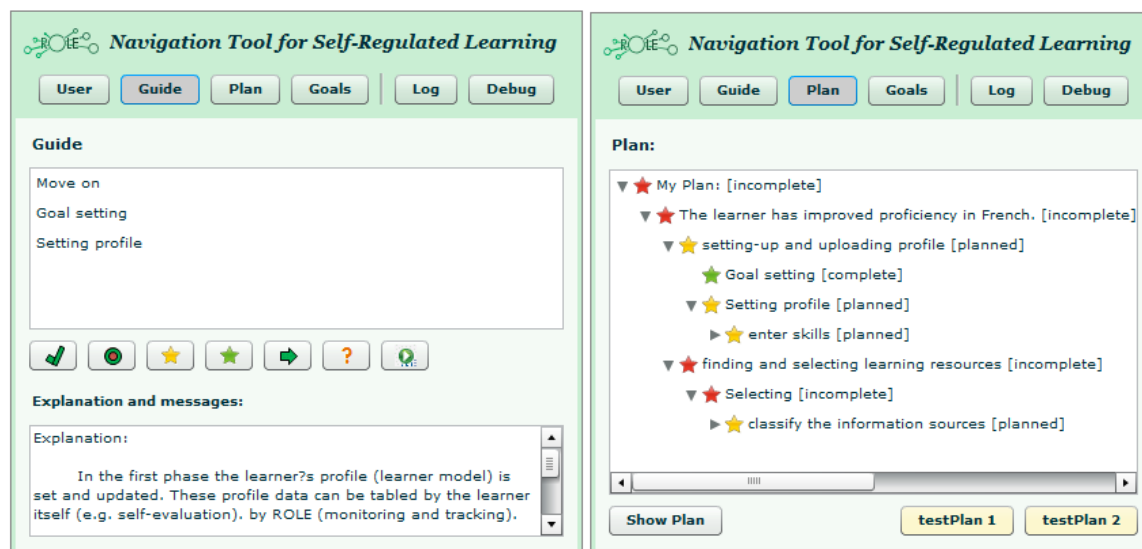 ROLE Navigation Tool for Self-Regulated Learning
User Guide Plan Goals Log Debug
Guide
Move on
Goal setting
Setting profile
?
Explanation and messages:
Explanation:
In the first phase the learner?s profile (learner model) is
set and updated. These profile data can be tabled by the learner
itself (e.g. self-evaluation). by ROLE (monitoring and tracking).
ROLE Navigation Tool for Self-Regulated Learning
User Guide Plan Goals Log Debug
Plan:
My Plan: [incomplete]
The learner has improved proficiency in French. [incomplete]
setting-up and uploading profile [planned]
Goal setting [complete]
Setting profile [planned]
enter skills [planned]
finding and selecting learning resources [incomplete]
Selecting [incomplete]
classify the information sources [planned]
Show Plan testPlan 1 testPlan 2